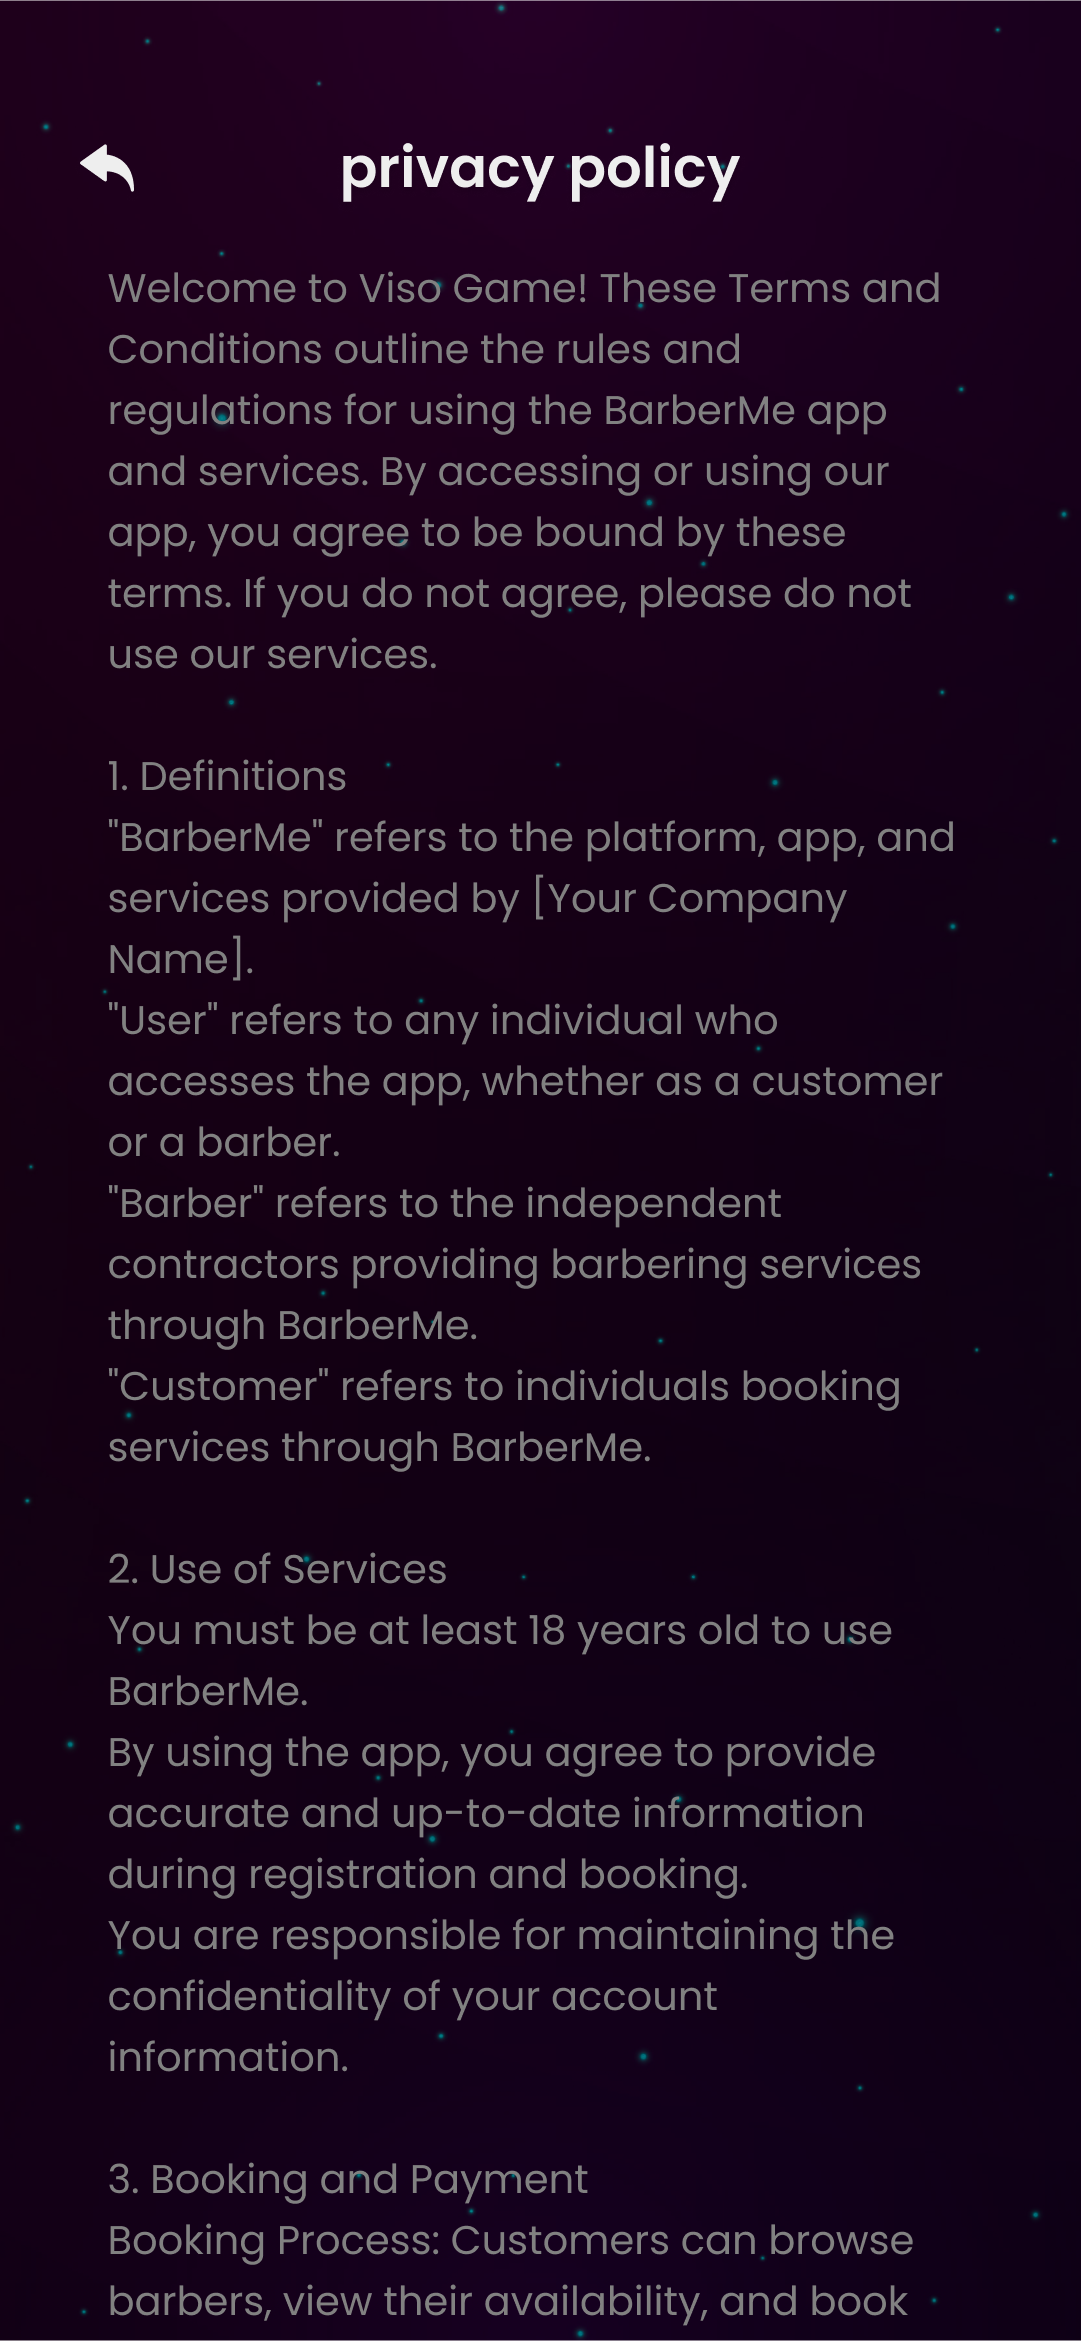 privacy policy
Welcome to Viso Game! These Terms and
Conditions outline the rules and
regulations for using the BarberMe app
and services. By accessing or using our
app, you agree to be bound by these
terms. If you do not agree, please do not
use our services.
1. Definitions
"BarberMe" refers to the platform, app, and
services provided by [Your Company
Name].
"User" refers to any individual who
accesses the app, whether as a customer
or a barber.
"Barber" refers to the independent
contractors providing barbering services
through BarberMe.
"Customer" refers to individuals booking
services through BarberMe.
2. Use of Services
You must be at least 18 years old to use
BarberMe.
By using the app, you agree to provide
accurate and up-to-date information
during registration and booking.
You are responsible for maintaining the
confidentiality of your account
information.
3. Booking and Payment
Booking Process: Customers can browse
barbers, view their availability, and book